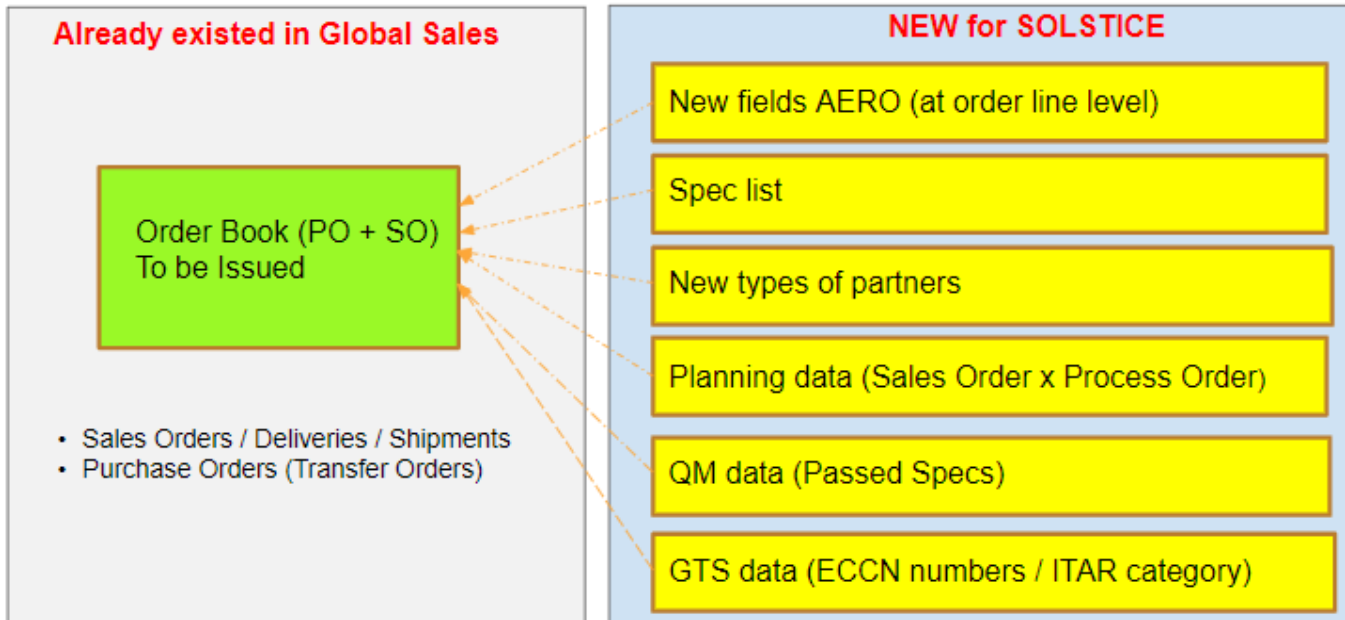 Already existed in Global Sales
Order Book (PO + SO)
To be Issued
• Sales Orders / Deliveries / Shipments
• Purchase Orders (Transfer Orders)
NEW for SOLSTICE
New fields AERO (at order line level)
Spec list
New types of partners
Planning data (Sales Order x Process Order)
QM data (Passed Specs)
GTS data (ECCN numbers / ITAR category)